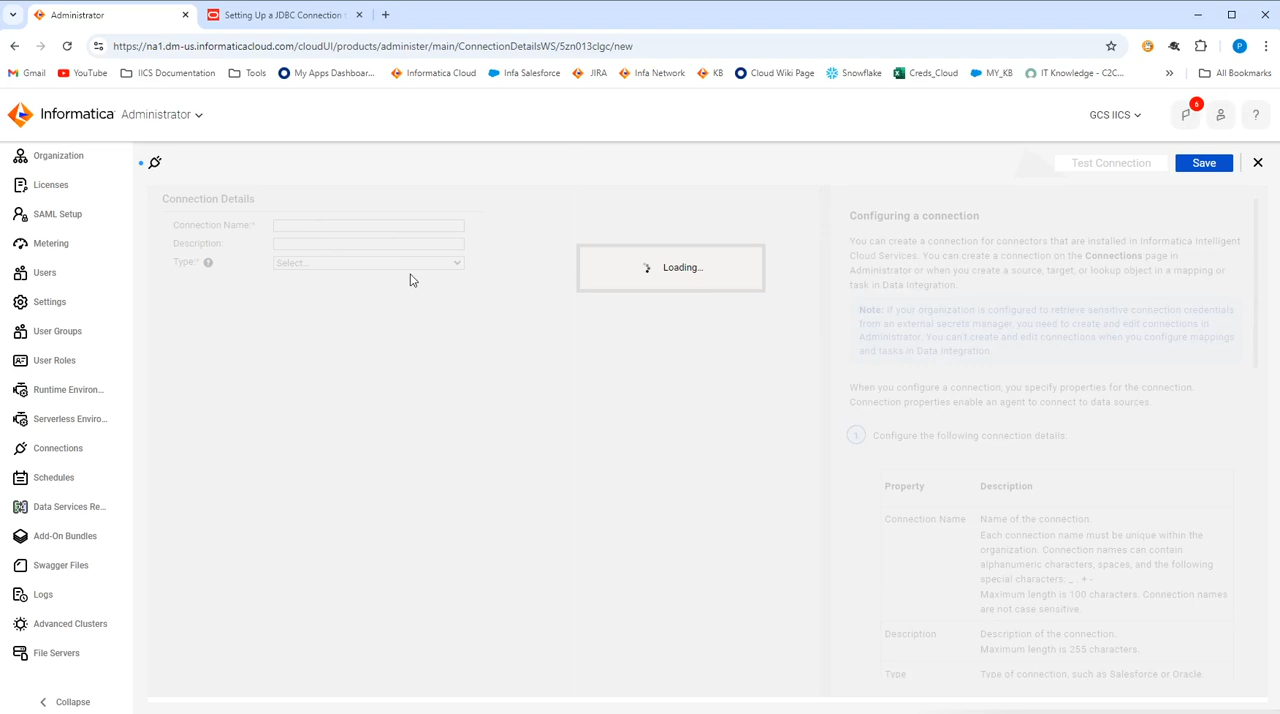 Administrator
Setting Up a JDBC Connection
https://na1.dm-us.informaticacloud.com/cloudUI/products/administer/main/ConnectionDetailsWS/5zn013clgc/new
P
Gmail
YouTube
IICS Documentation
Tools
My Apps Dashboar...
Informatica Cloud
Infa Salesforce
JIRA
Infa Network
KB
Cloud Wiki Page
Snowflake
Creds_Cloud
MY_KB
IT Knowledge - C2C...
»
All Bookmarks
Informatica
Administrator
GCS IICS
6
?
Organization
Licenses
SAML Setup
Metering
Users
Settings
User Groups
User Roles
Runtime Environ...
Serverless Enviro...
Connections
Schedules
Data Services Re...
Add-On Bundles
Swagger Files
Logs
Advanced Clusters
File Servers
Collapse
Test Connection
Save
Connection Details
Connection Name:*
Description:
Type:*
?
Select...
Loading...
Configuring a connection
You can create a connection for connectors that are installed in Informatica Intelligent
Cloud Services. You can create a connection on the Connections page in
Administrator or when you create a source, target, or lookup object in a mapping or
task in Data Integration.
Note: If your organization is configured to retrieve sensitive connection credentials
from an external secrets manager, you need to create and edit connections in
Administrator. You can't create and edit connections when you configure mappings
and tasks in Data Integration.
When you configure a connection, you specify properties for the connection.
Connection properties enable an agent to connect to data sources.
1 Configure the following connection details.
Property Description
Connection Name Name of the connection.
Each connection name must be unique within the
organization. Connection names can contain
alphanumeric characters, spaces, and the following
special characters: _ . + -
Maximum length is 100 characters. Connection names
are not case sensitive.
Description Description of the connection.
Maximum length is 255 characters.
Type Type of connection, such as Salesforce or Oracle.